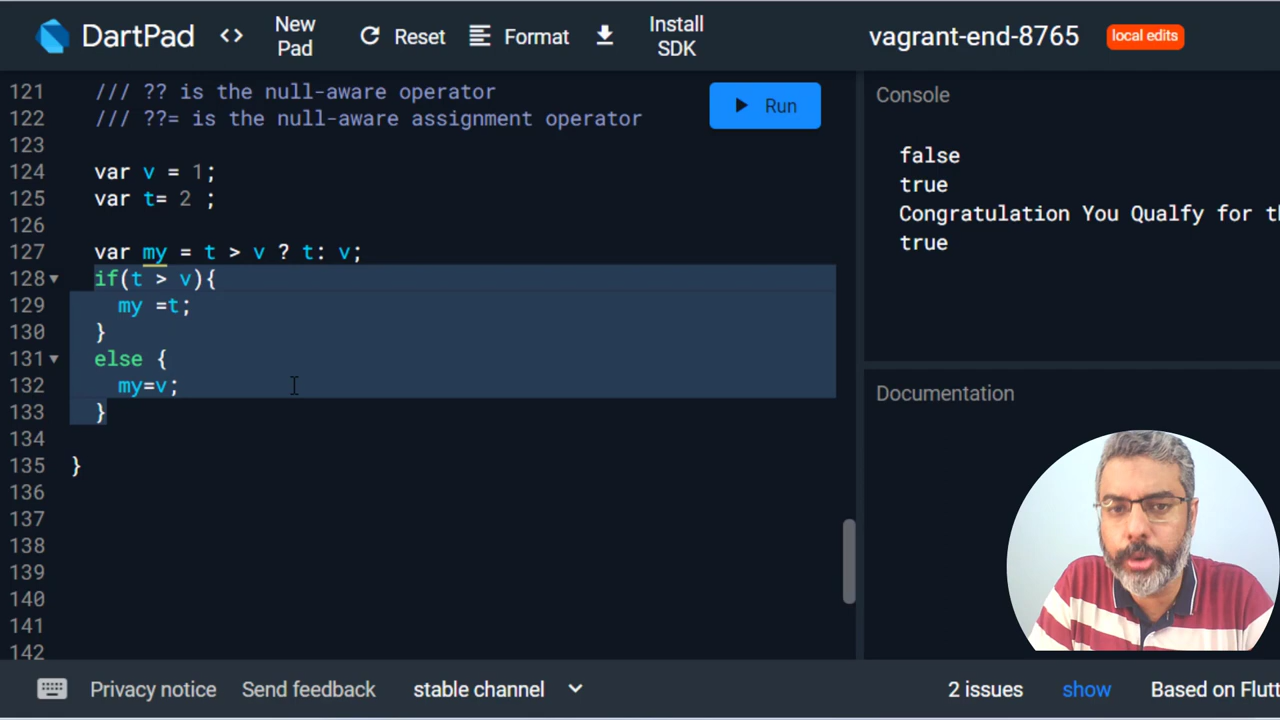 DartPad
<>
New Pad
Reset
Format
Install SDK
vagrant-end-8765
local edits
121 /// ?? is the null-aware operator
122 /// ??= is the null-aware assignment operator
123
124 var v = 1;
125 var t= 2 ;
126
127 var my = t > v ? t: v;
128 if(t > v){
129 my =t;
130 }
131 else {
132 my=v;
133 }
134
135 }
136
137
138
139
140
141
142
Run
Console
false
true
Congratulation You Qualfy for
true
Documentation
Privacy notice
Send feedback
stable channel
2 issues
show
Based on